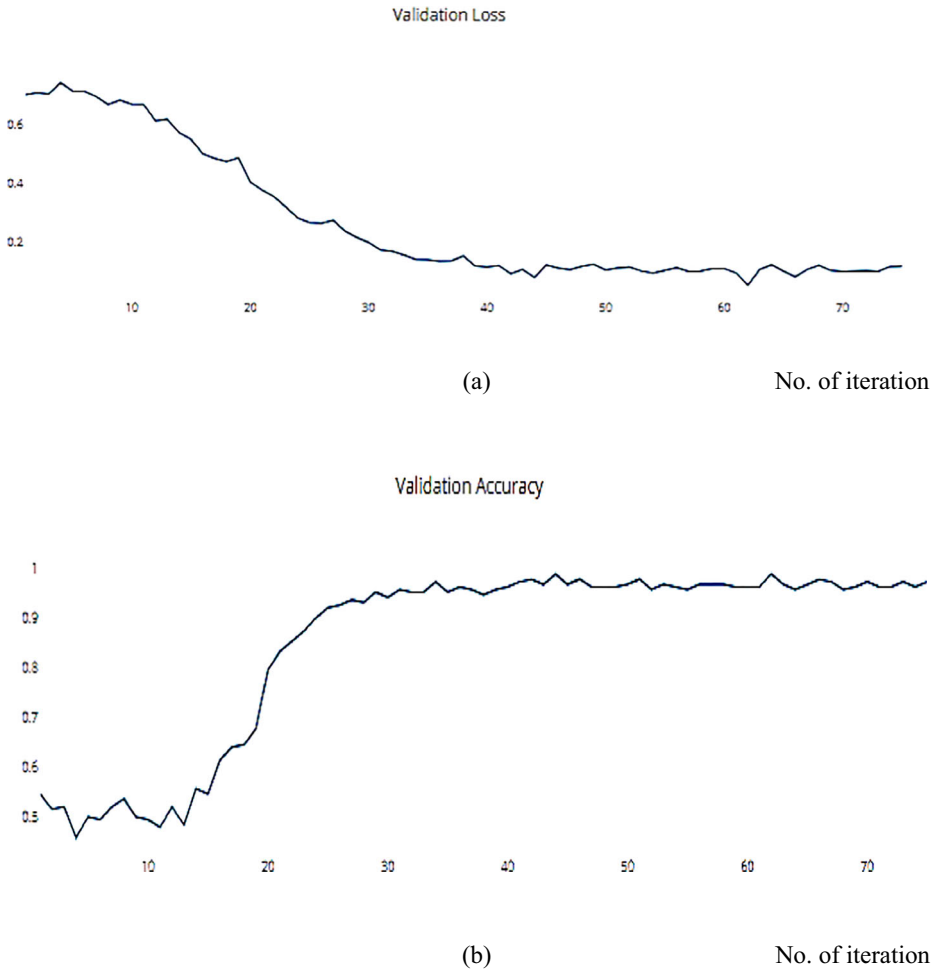 Validation Loss
0.6
0.4
0.2
10 20 30 40 50 60 70
(a) No. of iteration
Validation Accuracy
1
0.9
0.8
0.7
0.6
0.5
10 20 30 40 50 60 70
(b) No. of iteration